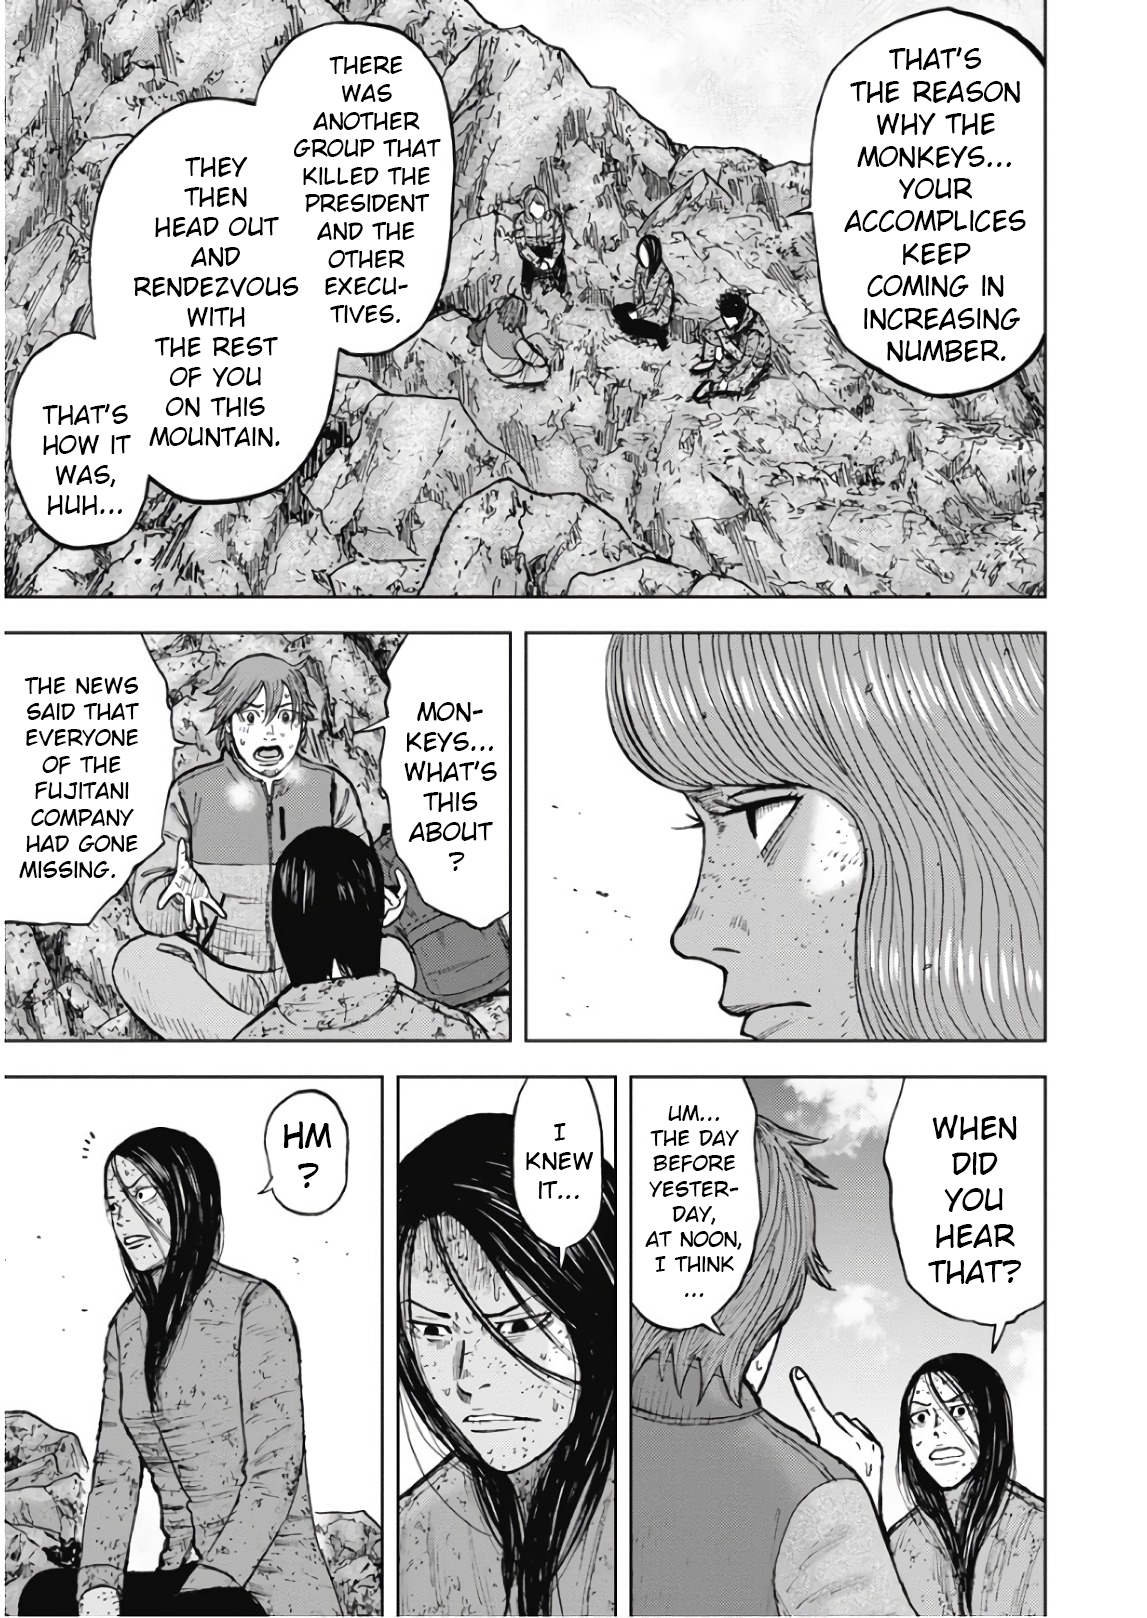 THAT'S
THE REASON
WHY THE
MONKEYS...
YOUR
ACCOMPLICES
KEEP
COMING IN
INCREASING
NUMBER.
THERE
WAS
ANOTHER
GROUP THAT
KILLED THE
PRESIDENT
AND THE
OTHER
EXECU-
TIVES.
THEY
THEN
HEAD OUT
AND
RENDEZVOUS
WITH
THE REST
OF YOU
ON THIS
MOUNTAIN.
THAT'S
HOW IT
WAS,
HUH...
MON-
KEYS...
WHAT'S
THIS
ABOUT
?
THE NEWS
SAID THAT
EVERYONE
OF THE
FUJITANI
COMPANY
HAD GONE
MISSING.
WHEN
DID
YOU
HEAR
THAT?
UM...
THE DAY
BEFORE
YESTER-
DAY,
AT NOON,
I THINK
...
I
KNEW
IT...
HM
?